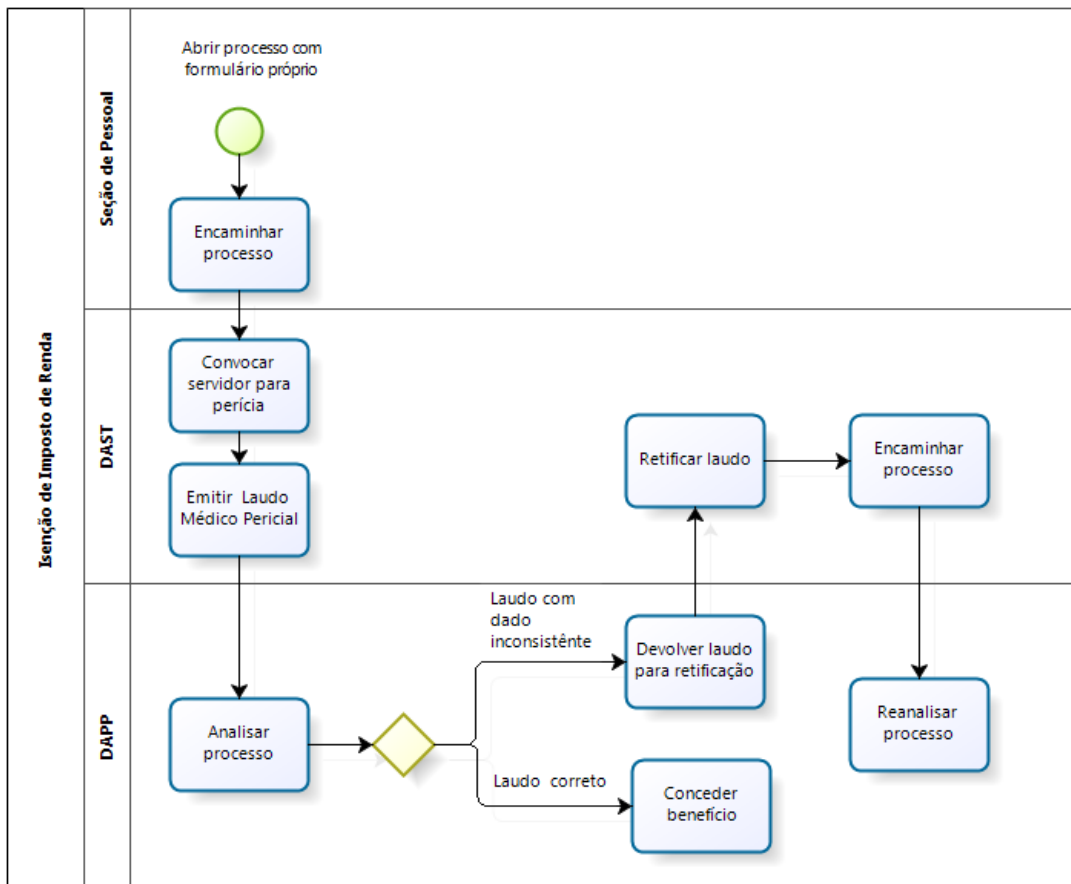 Isenção de Imposto de Renda
Seção de Pessoal
Abrir processo com
formulário próprio
Encaminhar
processo
DAST
Convocar
servidor para
perícia
Emitir Laudo
Médico Pericial
Retificar laudo
Encaminhar
processo
DAPP
Analisar
processo
Laudo com
dado
inconsistênte
Devolver laudo
para retificação
Laudo correto
Conceder
benefício
Reanalisar
processo